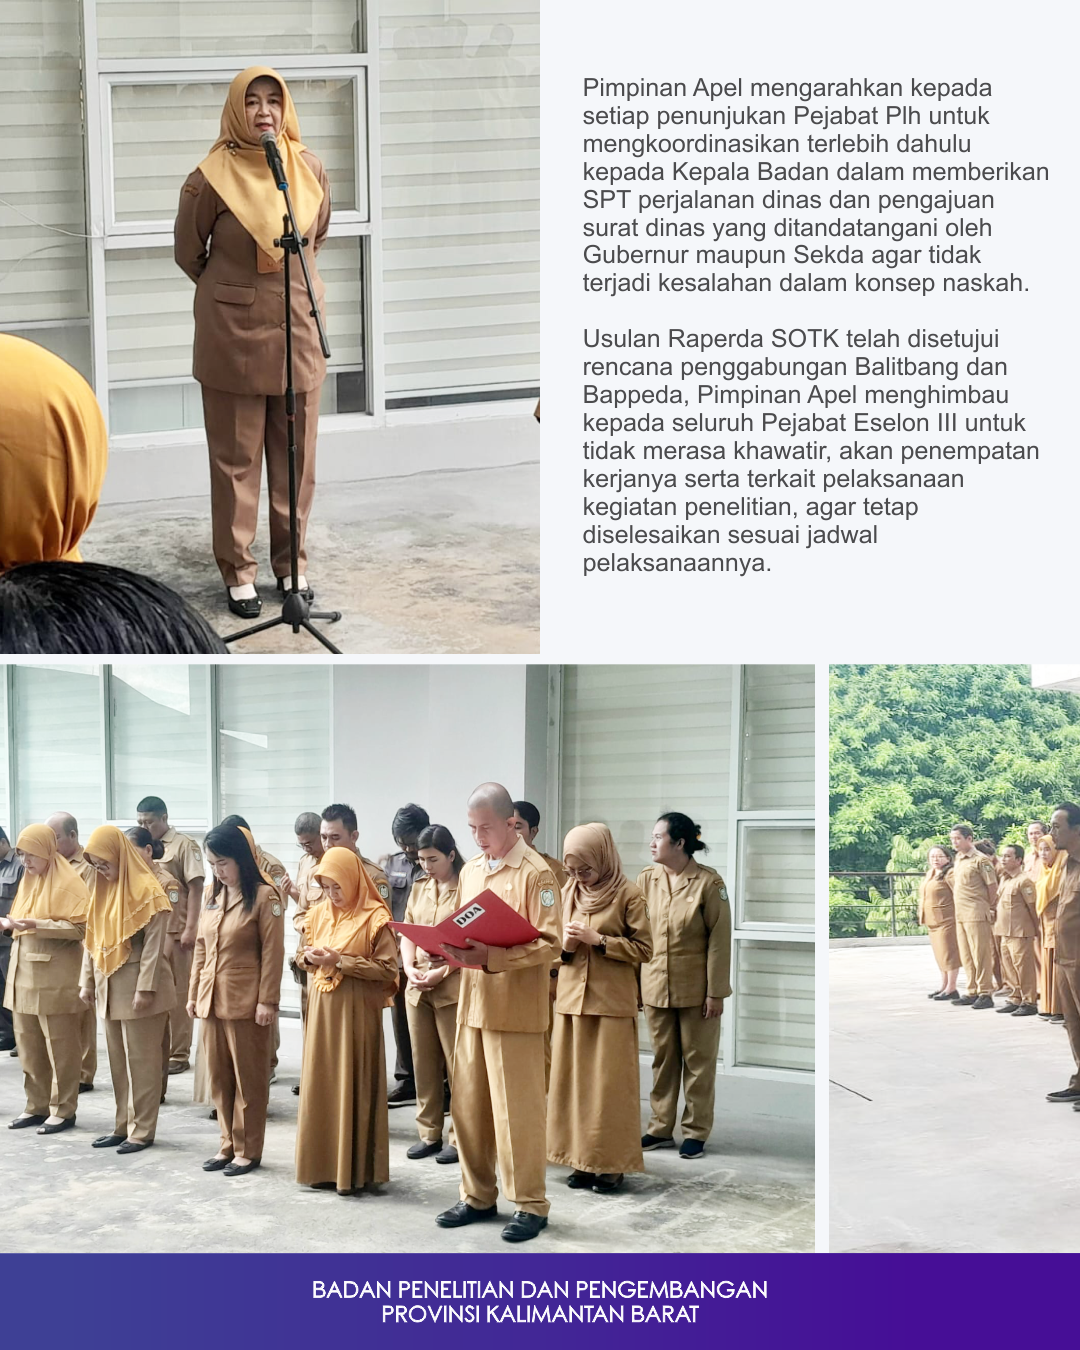 Pimpinan Apel mengarahkan kepada
setiap penunjukan Pejabat Plh untuk
mengkoordinasikan terlebih dahulu
kepada Kepala Badan dalam memberikan
SPT perjalanan dinas dan pengajuan
surat dinas yang ditandatangani oleh
Gubernur maupun Sekda agar tidak
terjadi kesalahan dalam konsep naskah.
Usulan Raperda SOTK telah disetujui
rencana penggabungan Balitbang dan
Bappeda, Pimpinan Apel menghimbau
kepada seluruh Pejabat Eselon III untuk
tidak merasa khawatir, akan penempatan
kerjanya serta terkait pelaksanaan
kegiatan penelitian, agar tetap
diselesaikan sesuai jadwal
pelaksanaannya.
DOA
BADAN PENELITIAN DAN PENGEMBANGAN
PROVINSI KALIMANTAN BARAT